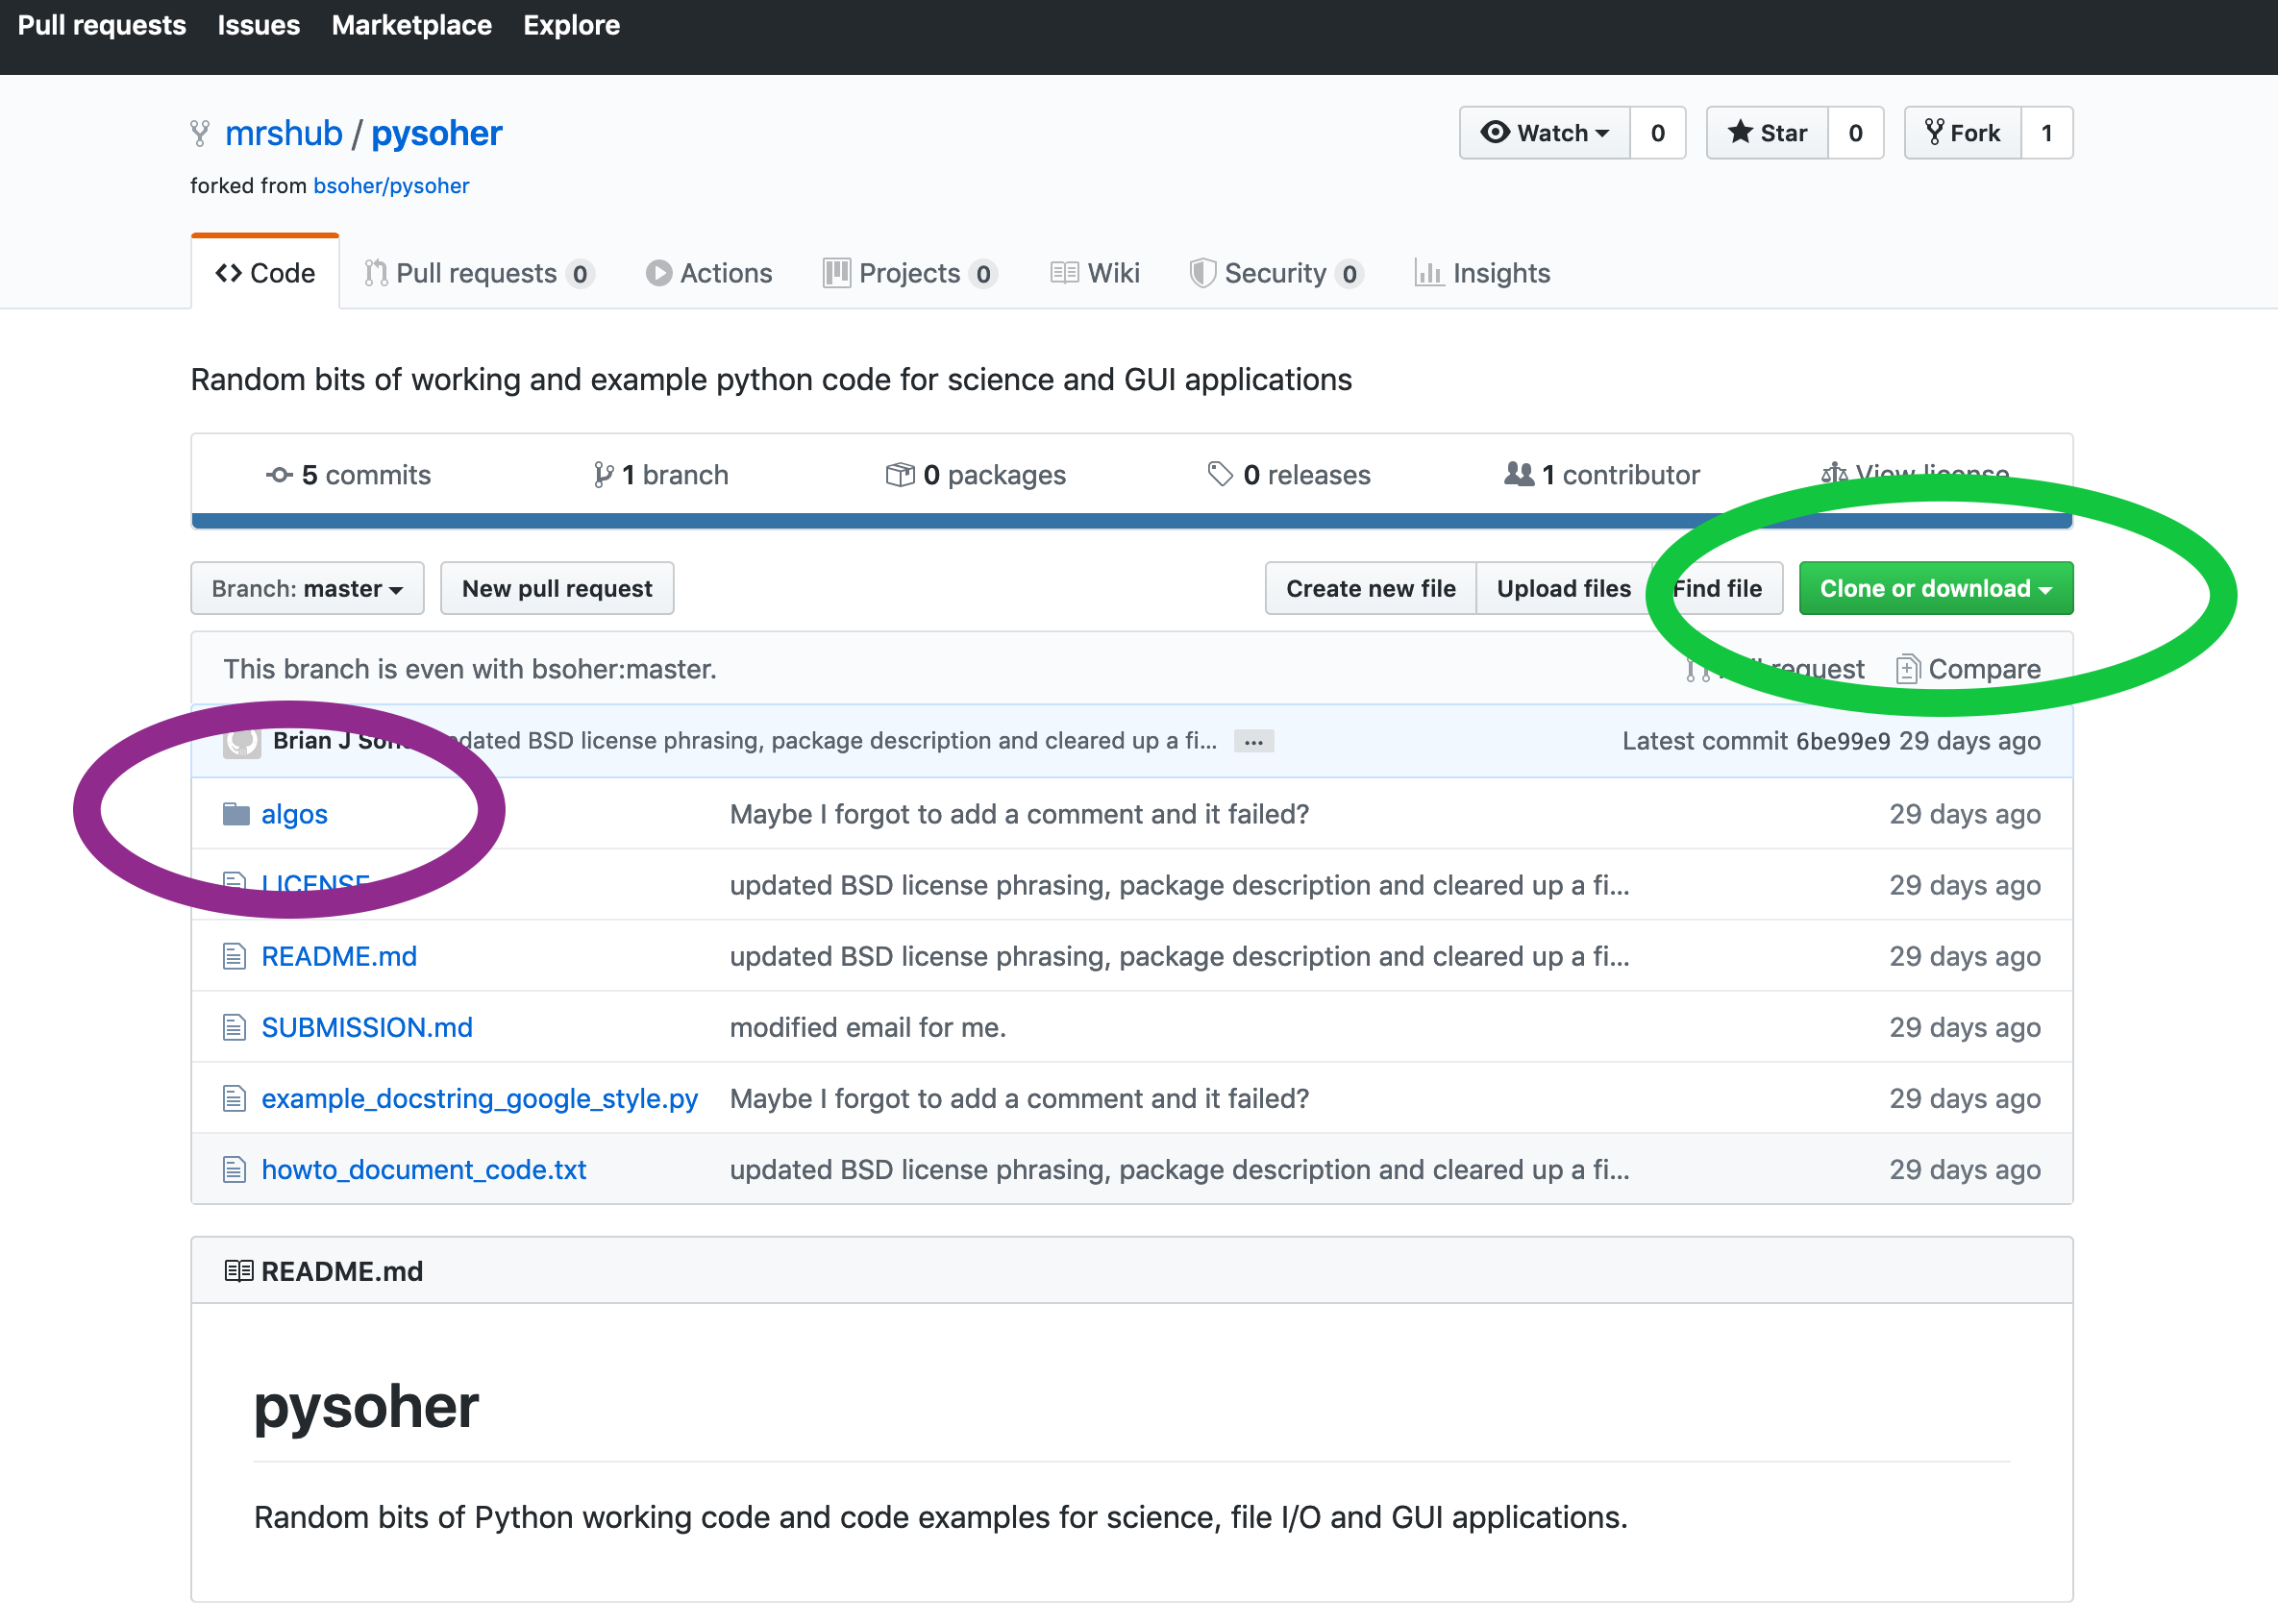 Pull requests Issues Marketplace Explore
mrshub / pysoher
Watch 0 Star 0 Fork 1
forked from bsoher/pysoher
Code Pull requests 0 Actions Projects 0 Wiki Security 0 Insights
Random bits of working and example python code for science and GUI applications
5 commits 1 branch 0 packages 0 releases 1 contributor View license
Branch: master New pull request Create new file Upload files Find file Clone or download
This branch is even with bsoher:master. request Compare
Brian J updated BSD license phrasing, package description and cleared up a fi... ... Latest commit 6be99e9 29 days ago
algos Maybe I forgot to add a comment and it failed? 29 days ago
LICENSE updated BSD license phrasing, package description and cleared up a fi... 29 days ago
README.md updated BSD license phrasing, package description and cleared up a fi... 29 days ago
SUBMISSION.md modified email for me. 29 days ago
example_docstring_google_style.py Maybe I forgot to add a comment and it failed? 29 days ago
howto_document_code.txt updated BSD license phrasing, package description and cleared up a fi... 29 days ago
README.md
pysoher
Random bits of Python working code and code examples for science, file I/O and GUI applications.